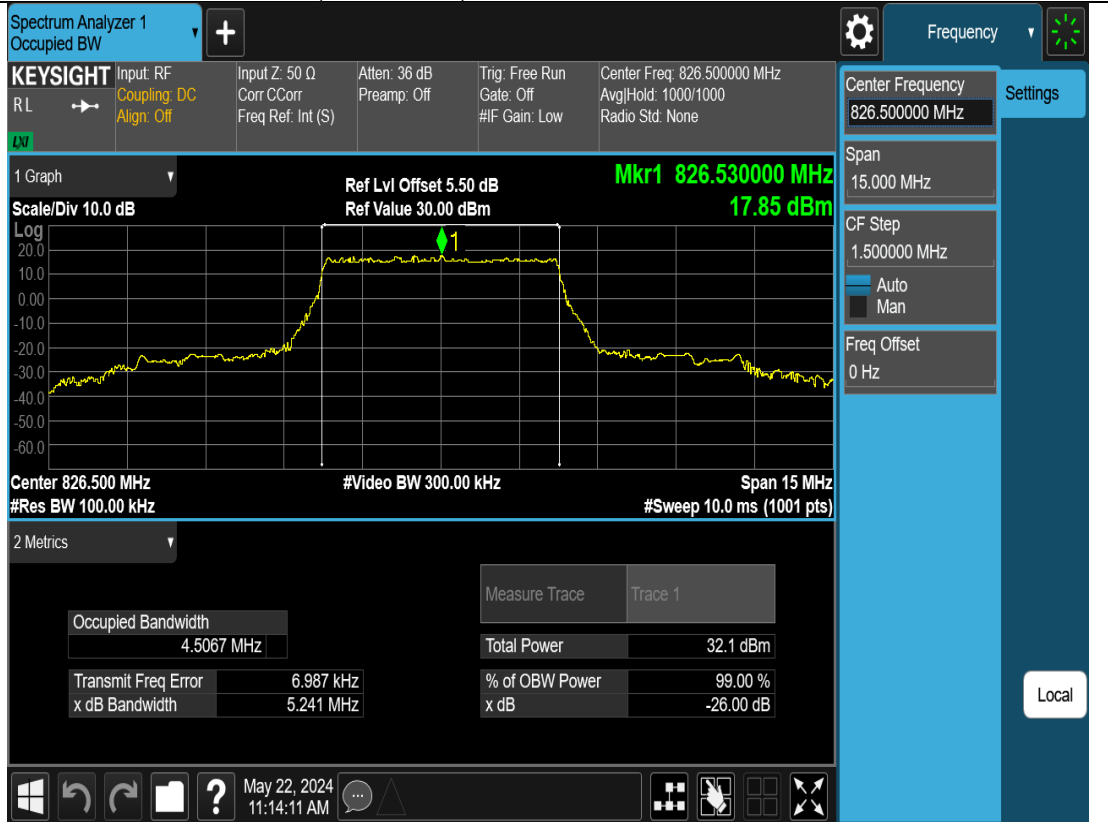 Spectrum Analyzer 1
Occupied BW
+
Frequency
KEYSIGHT
RL
LXI
Input: RF
Coupling: DC
Align: Off
Input Z: 50 Ω
Corr CCorr
Freq Ref: Int (S)
Atten: 36 dB
Preamp: Off
Trig: Free Run
Gate: Off
#IF Gain: Low
Center Freq: 826.500000 MHz
Avg|Hold: 1000/1000
Radio Std: None
Center Frequency
826.500000 MHz
Settings
Span
15.000 MHz
CF Step
1.500000 MHz
Auto
Man
Freq Offset
0 Hz
Local
1 Graph
Scale/Div 10.0 dB
Ref Lvl Offset 5.50 dB
Ref Value 30.00 dBm
Mkr1 826.530000 MHz
17.85 dBm
Log
20.0
10.0
0.00
-10.0
-20.0
-30.0
-40.0
-50.0
-60.0
1
Center 826.500 MHz
#Video BW 300.00 kHz
Span 15 MHz
#Res BW 100.00 kHz
#Sweep 10.0 ms (1001 pts)
2 Metrics
Measure Trace Trace 1
Occupied Bandwidth
4.5067 MHz
Total Power 32.1 dBm
Transmit Freq Error 6.987 kHz
% of OBW Power 99.00 %
x dB Bandwidth 5.241 MHz
x dB -26.00 dB
?
May 22, 2024
11:14:11 AM